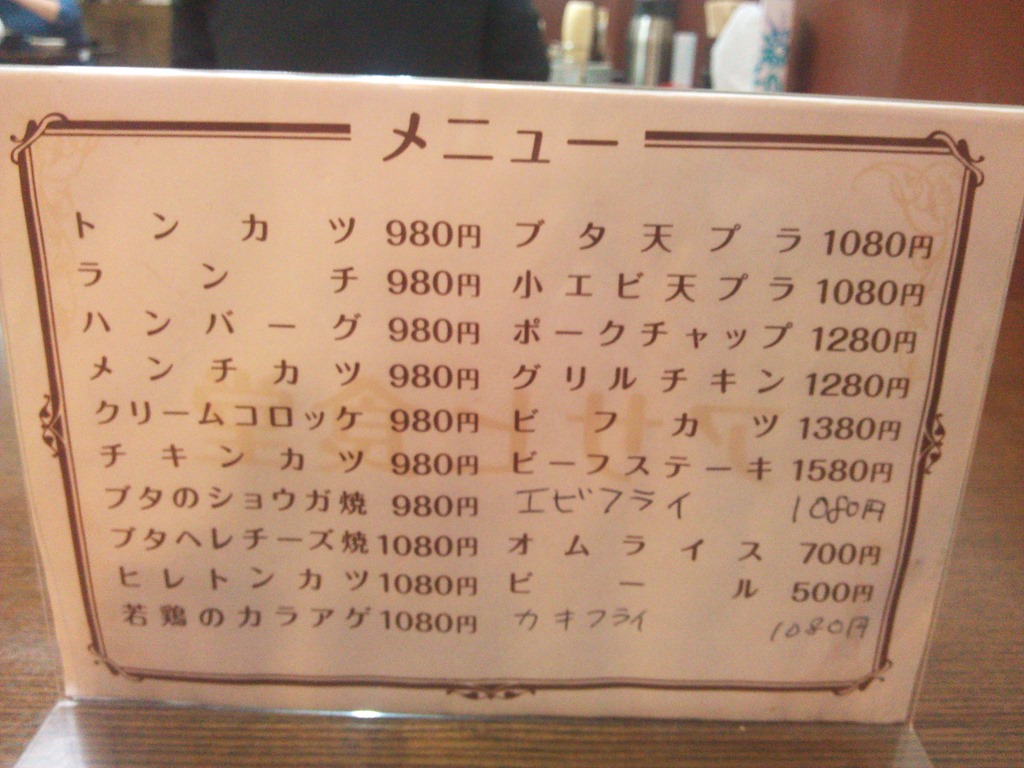 メニュー
トンカツ 980円
ランチ 980円
ハンバーグ 980円
メンチカツ 980円
クリームコロッケ 980円
チキンカツ 980円
ブタのショウガ焼 980円
ブタヘレチーズ焼 1080円
ヒレトンカツ 1080円
若鶏のカラアゲ 1080円
ブタ天プラ 1080円
小エビ天プラ 1080円
ポークチャップ 1280円
グリルチキン 1280円
ビフカツ 1380円
ビーフステーキ 1580円
エビフライ 1080円
オムライス 700円
ビール 500円
カキフライ 1080円
アサヒ食堂